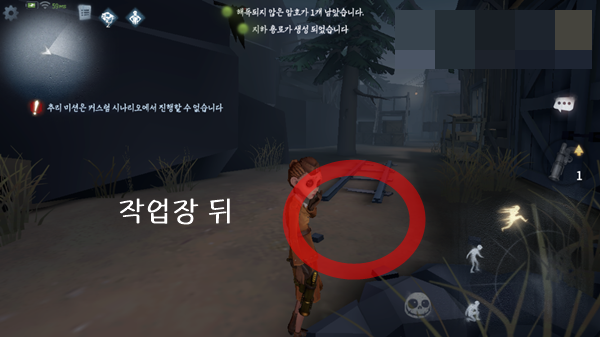 해독되지 않은 암호가 1개 남았습니다.
지하 통로가 생성 되었습니다
2
2
추리 미션은 커스텀 시나리오에서 진행할 수 없습니다
작업장 뒤
1